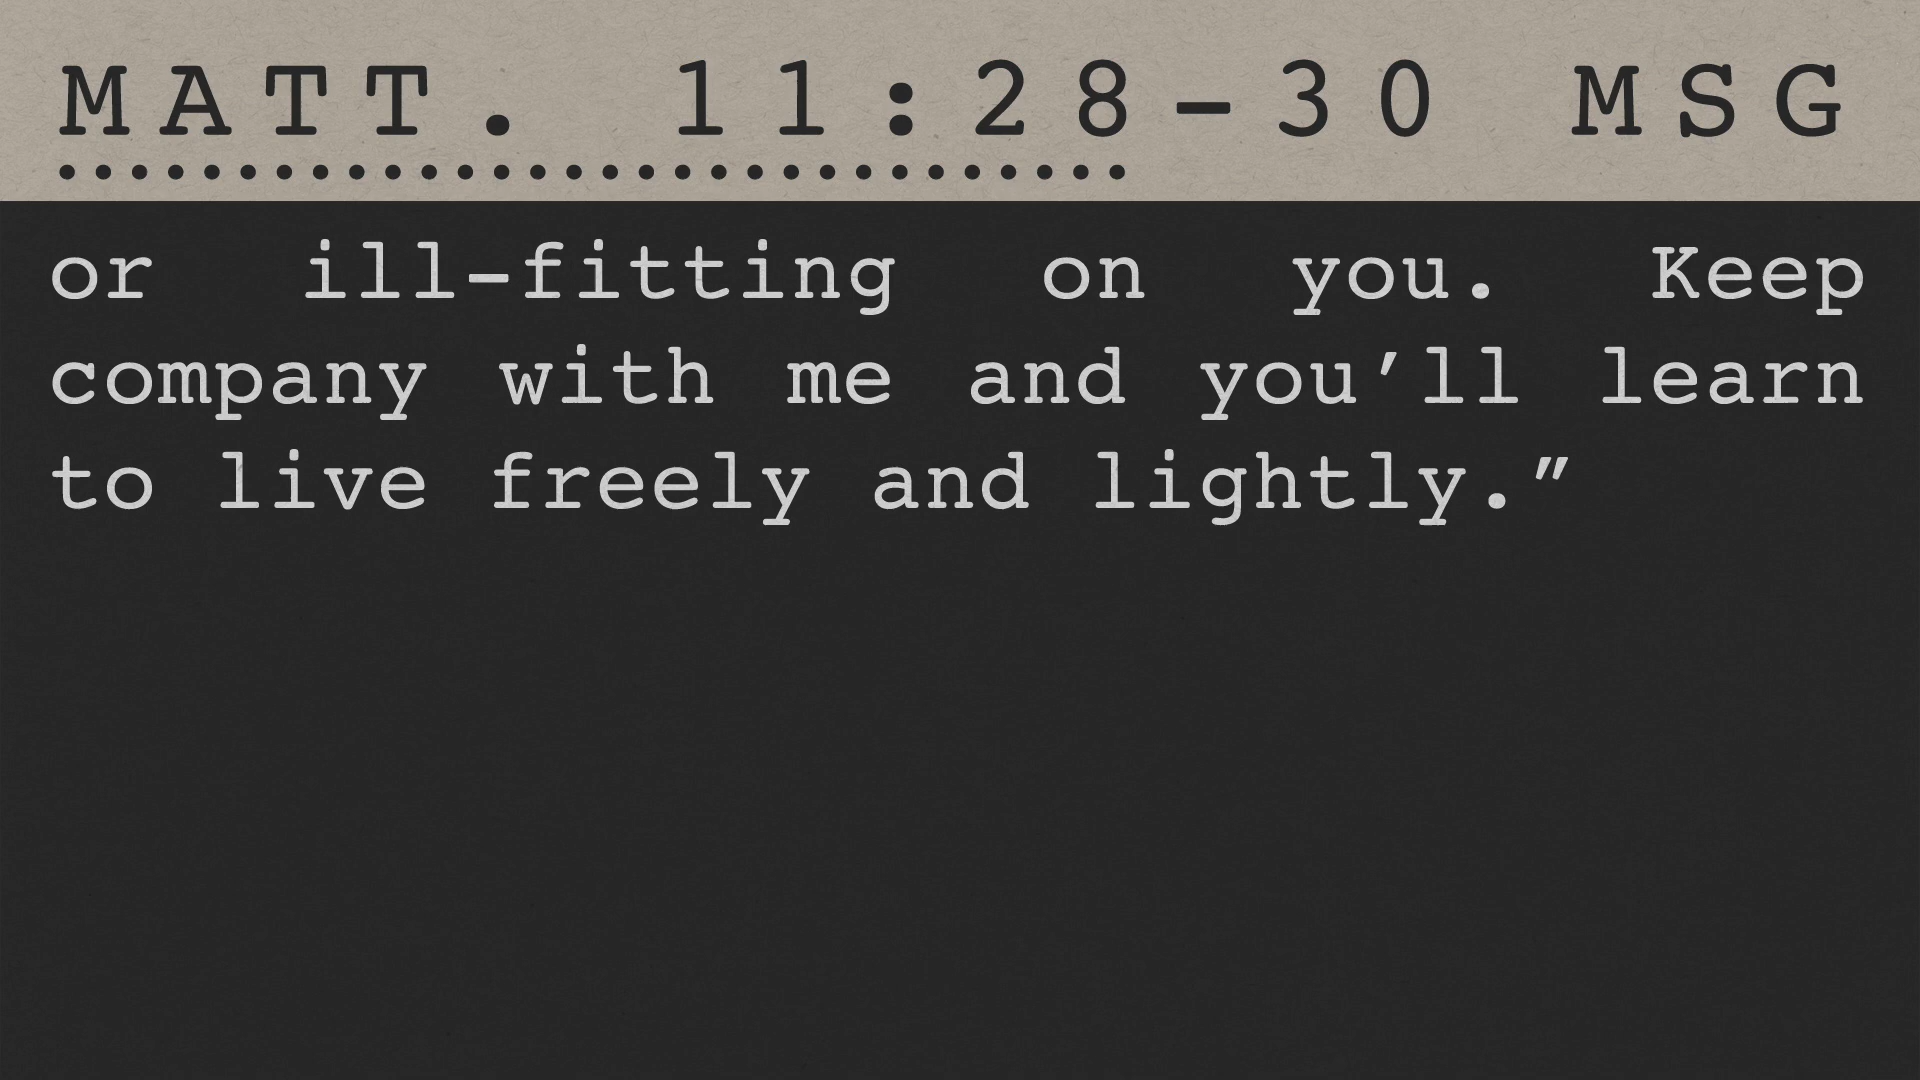 MATT. 11:28-30 MSG
or ill-fitting on you. Keep
company with me and you’ll learn
to live freely and lightly.”